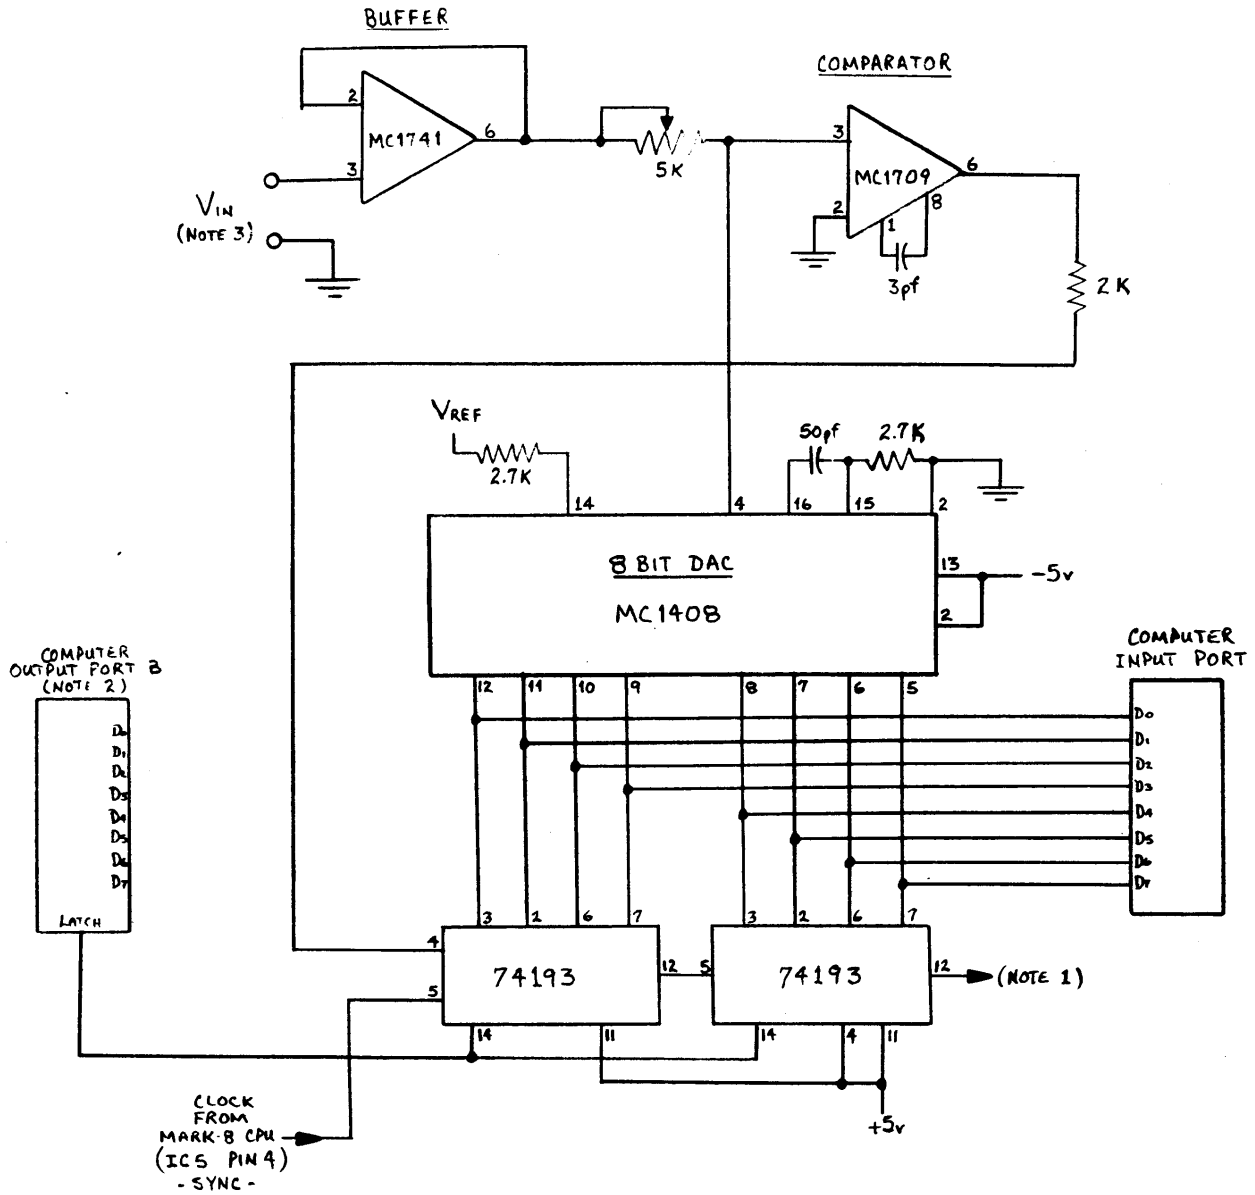 BUFFER
COMPARATOR
2
MC1741
6
3
5K
3
MC1709
6
2
1
8
3pf
VIN
(NOTE 3)
2K
VREF
2.7K
50pf
2.7K
14
4
16
15
2
8 BIT DAC
MC1408
13
-5v
2
12
11
10
9
8
7
6
5
COMPUTER
OUTPUT PORT B
(NOTE 2)
D0
D1
D2
D3
D4
D5
D6
D7
LATCH
COMPUTER
INPUT PORT
D0
D1
D2
D3
D4
D5
D6
D7
3
2
6
7
3
2
6
7
4
5
74193
12
5
74193
12
(NOTE 1)
14
11
14
4
11
+5v
CLOCK
FROM
MARK-8 CPU
(IC5 PIN 4)
- SYNC -